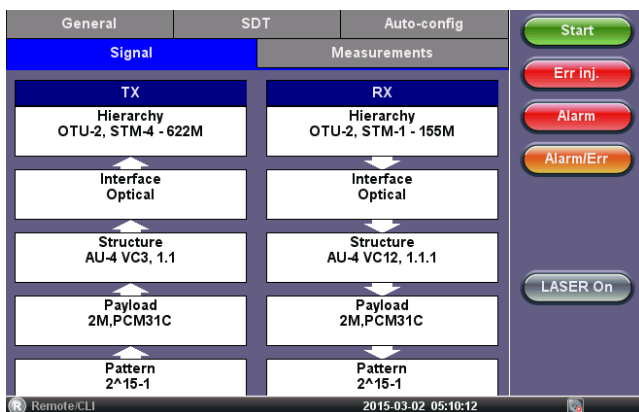 General SDT Auto-config
Signal Measurements
TX
Hierarchy
OTU-2, STM-4 - 622M
Interface
Optical
Structure
AU-4 VC3, 1.1
Payload
2M,PCM31C
Pattern
2^15-1
RX
Hierarchy
OTU-2, STM-1 - 155M
Interface
Optical
Structure
AU-4 VC12, 1.1.1
Payload
2M,PCM31C
Pattern
2^15-1
Start
Err inj.
Alarm
Alarm/Err
LASER On
R Remote/CLI 2015-03-02 05:10:12